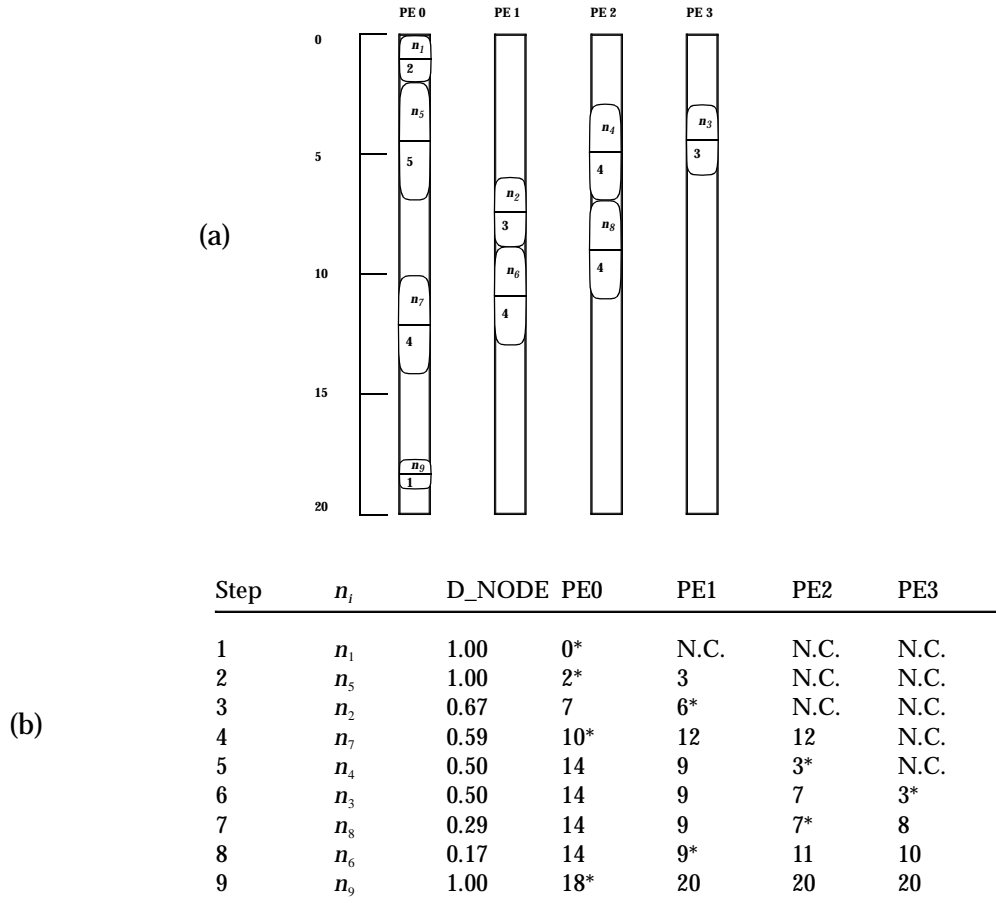 PE 0 PE 1 PE 2 PE 3
0
n1
2
n5
n4
n3
5
5
4
3
n2
(a)
3
n8
n6
4
10
n7
4
4
15
n9
1
20
Step ni D_NODE PE0 PE1 PE2 PE3
1 n1 1.00 0* N.C. N.C. N.C.
2 n5 1.00 2* 3 N.C. N.C.
3 n2 0.67 7 6* N.C. N.C.
(b)
4 n7 0.59 10* 12 12 N.C.
5 n4 0.50 14 9 3* N.C.
6 n3 0.50 14 9 7 3*
7 n8 0.29 14 9 7* 8
8 n6 0.17 14 9* 11 10
9 n9 1.00 18* 20 20 20